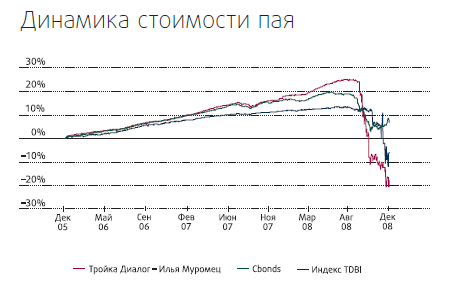 Динамика стоимости пая
30%
20%
10%
0%
–10%
–20%
–30%
Дек Май Сен Фев Июн Ноя Мар Авг Дек
05 06 06 07 07 07 08 08 08
Тройка Диалог – Илья Муромец Cbonds Индекс TDBI